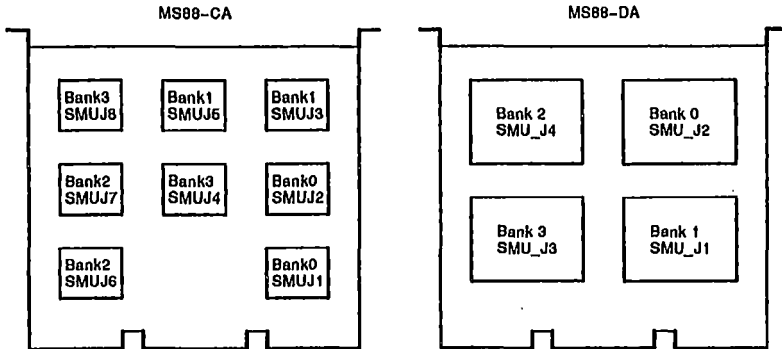 MS88-CA
MS88-DA
Bank3
SMUJ8
Bank1
SMUJ5
Bank1
SMUJ3
Bank2
SMUJ7
Bank3
SMUJ4
Bank0
SMUJ2
Bank2
SMUJ6
Bank0
SMUJ1
Bank 2
SMU_J4
Bank 0
SMU_J2
Bank 3
SMU_J3
Bank 1
SMU_J1